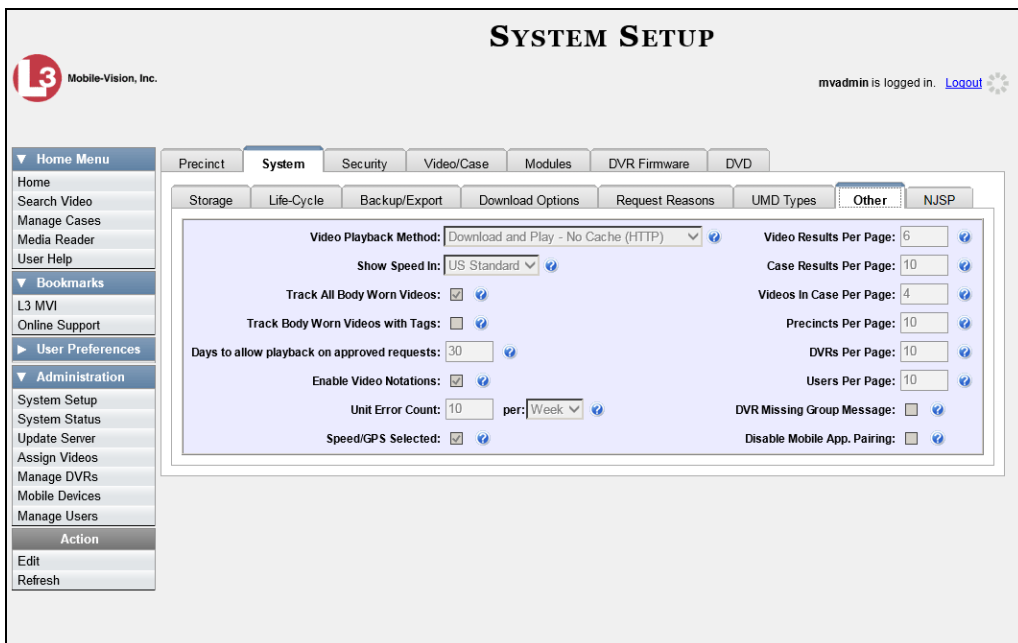 SYSTEM SETUP
L3 Mobile-Vision, Inc.
mvadmin is logged in. Logout
▼ Home Menu
Home
Search Video
Manage Cases
Media Reader
User Help
▼ Bookmarks
L3 MVI
Online Support
► User Preferences
▼ Administration
System Setup
System Status
Update Server
Assign Videos
Manage DVRs
Mobile Devices
Manage Users
Action
Edit
Refresh
Precinct System Security Video/Case Modules DVR Firmware DVD
Storage Life-Cycle Backup/Export Download Options Request Reasons UMD Types Other NJSP
Video Playback Method: Download and Play - No Cache (HTTP) ? Video Results Per Page: 6 ?
Show Speed In: US Standard ? Case Results Per Page: 10 ?
Track All Body Worn Videos: ? Videos In Case Per Page: 4 ?
Track Body Worn Videos with Tags: ? Precincts Per Page: 10 ?
Days to allow playback on approved requests: 30 ? DVRs Per Page: 10 ?
Enable Video Notations: ? Users Per Page: 10 ?
Unit Error Count: 10 per: Week ? DVR Missing Group Message: ?
Speed/GPS Selected: ? Disable Mobile App. Pairing: ?